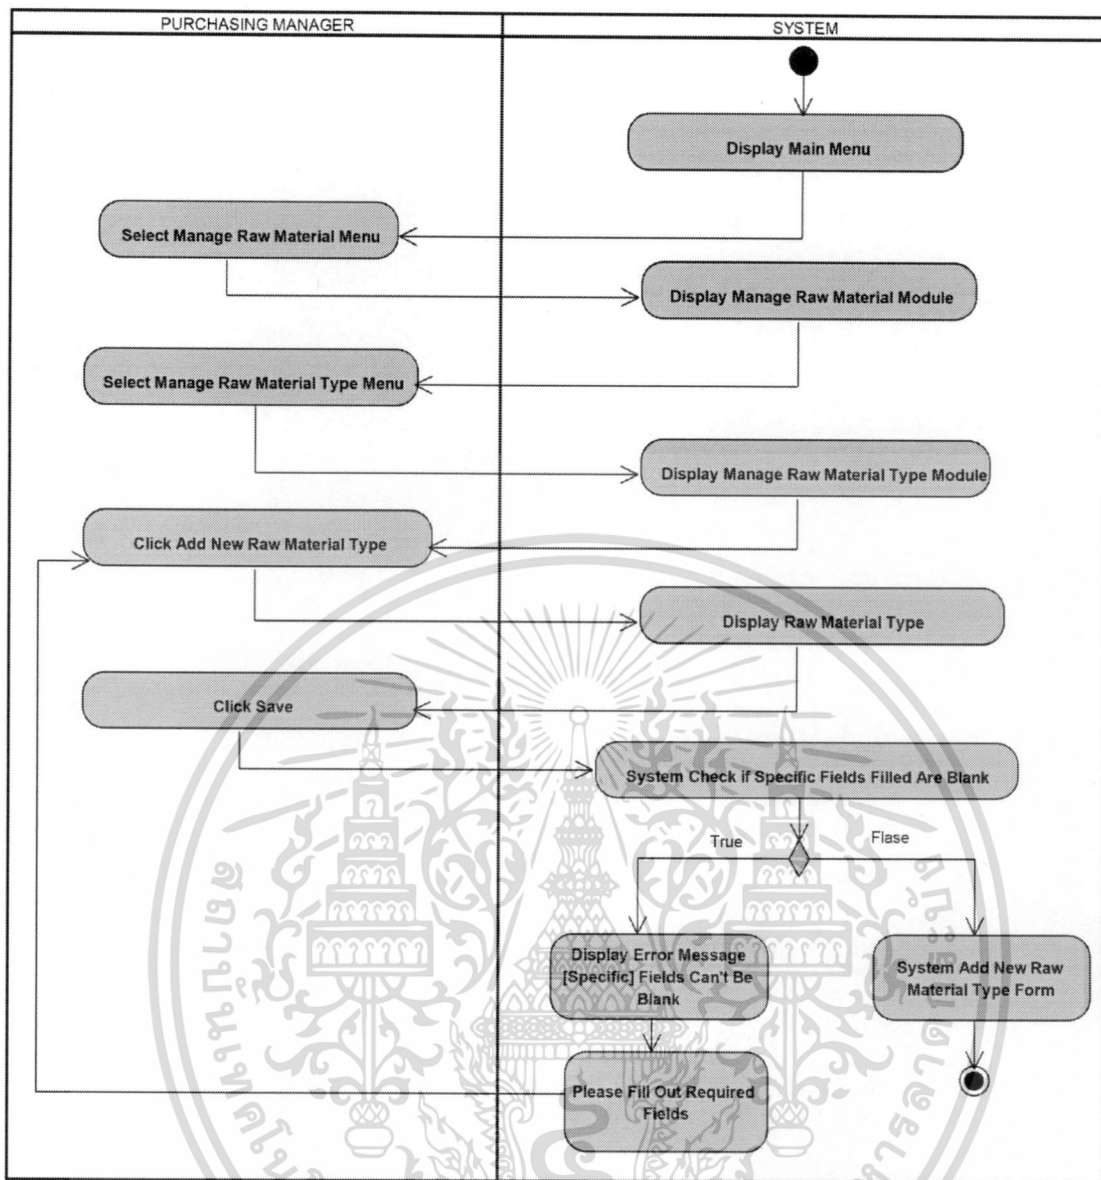 PURCHASING MANAGER
SYSTEM
Display Main Menu
Select Manage Raw Material Menu
Display Manage Raw Material Module
Select Manage Raw Material Type Menu
Display Manage Raw Material Type Module
Click Add New Raw Material Type
Display Raw Material Type
Click Save
System Check if Specific Fields Filled Are Blank
True
Flase
Display Error Message
[Specific] Fields Can't Be
Blank
System Add New Raw
Material Type Form
Please Fill Out Required
Fields